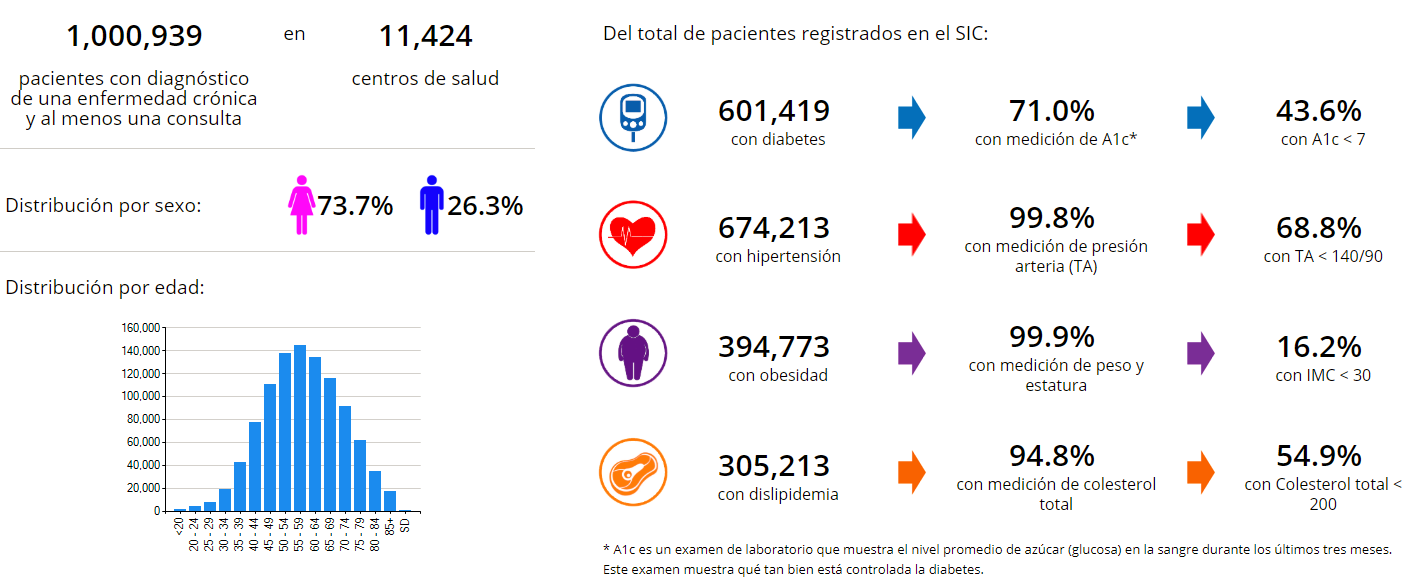 1,000,939
en
11,424
pacientes con diagnóstico
de una enfermedad crónica
y al menos una consulta
centros de salud
Distribución por sexo:
73.7%
26.3%
Distribución por edad:
160,000
140,000
120,000
100,000
80,000
60,000
40,000
20,000
0
<20
20 - 24
25 - 29
30 - 34
35 - 39
40 - 44
45 - 49
50 - 54
55 - 59
60 - 64
65 - 69
70 - 74
75 - 79
80 - 84
85+
SD
Del total de pacientes registrados en el SIC:
601,419
con diabetes
71.0%
con medición de A1c*
43.6%
con A1c < 7
674,213
con hipertensión
99.8%
con medición de presión
arteria (TA)
68.8%
con TA < 140/90
394,773
con obesidad
99.9%
con medición de peso y
estatura
16.2%
con IMC < 30
305,213
con dislipidemia
94.8%
con medición de colesterol
total
54.9%
con Colesterol total <
200
* A1c es un examen de laboratorio que muestra el nivel promedio de azúcar (glucosa) en la sangre durante los últimos tres meses.
Este examen muestra qué tan bien está controlada la diabetes.